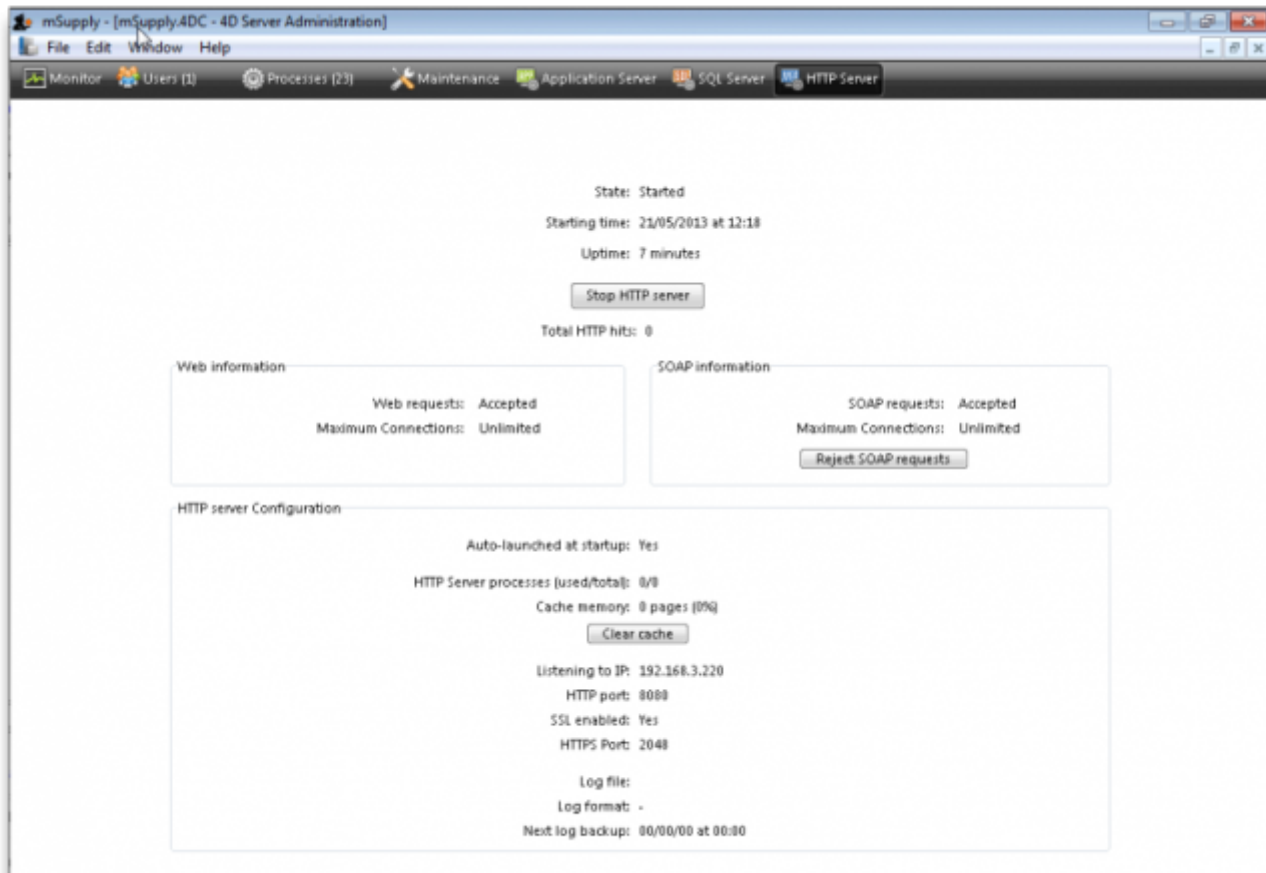 mSupply - [mSupply.4DC - 4D Server Administration]
File Edit Window Help
Monitor Users (1) Processes (23) Maintenance Application Server SQL Server HTTP Server
State: Started
Starting time: 21/05/2013 at 12:18
Uptime: 7 minutes
Stop HTTP server
Total HTTP hits: 0
Web information
Web requests: Accepted
Maximum Connections: Unlimited
SOAP information
SOAP requests: Accepted
Maximum Connections: Unlimited
Reject SOAP requests
HTTP server Configuration
Auto-launched at startup: Yes
HTTP Server processes (used/total): 0/0
Cache memory: 0 pages (0%)
Clear cache
Listening to IP: 192.168.3.220
HTTP port: 8080
SSL enabled: Yes
HTTPS Port: 2048
Log file:
Log format: -
Next log backup: 00/00/00 at 00:00